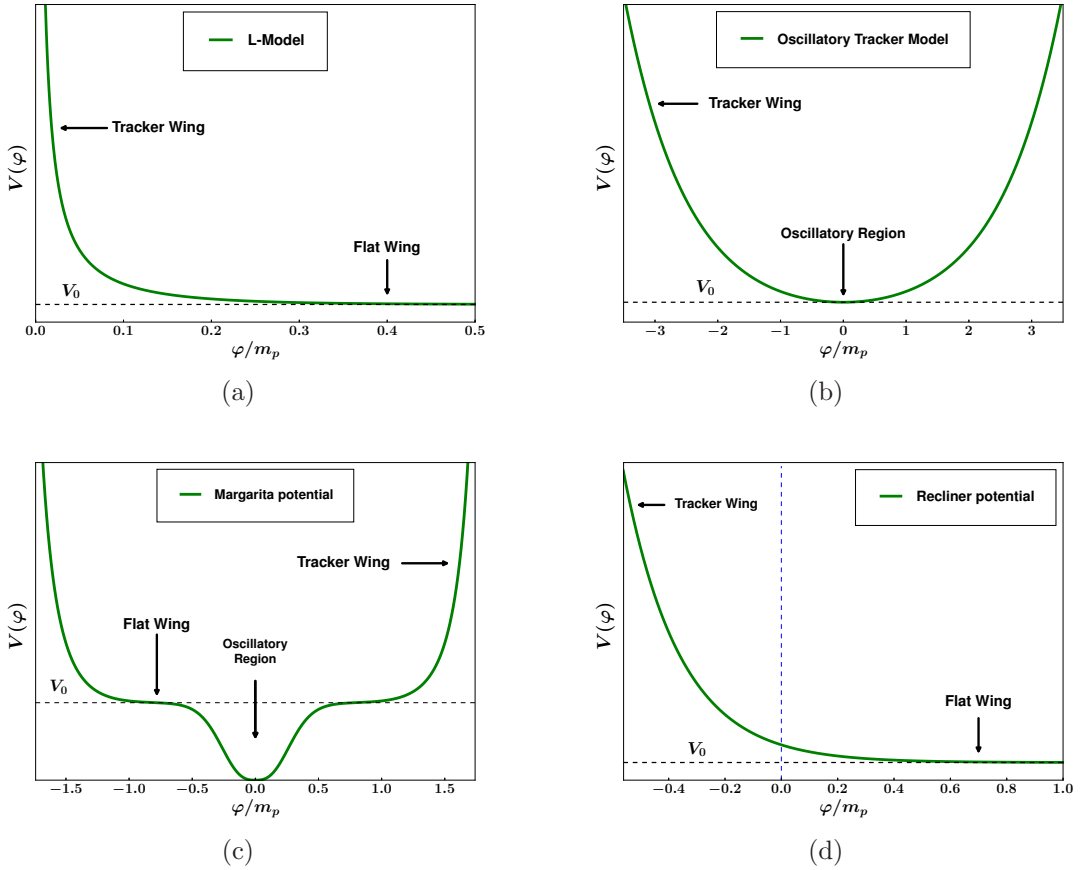 L-Model
Tracker Wing
Flat Wing
V₀
V(φ)
0.0 0.1 0.2 0.3 0.4 0.5
φ/mₚ
(a)
Oscillatory Tracker Model
Tracker Wing
Oscillatory Region
V₀
V(φ)
−3 −2 −1 0 1 2 3
φ/mₚ
(b)
Margarita potential
Tracker Wing
Flat Wing
Oscillatory
Region
V₀
V(φ)
−1.5 −1.0 −0.5 0.0 0.5 1.0 1.5
φ/mₚ
(c)
Recliner potential
Tracker Wing
Flat Wing
V₀
V(φ)
−0.4 −0.2 0.0 0.2 0.4 0.6 0.8 1.0
φ/mₚ
(d)